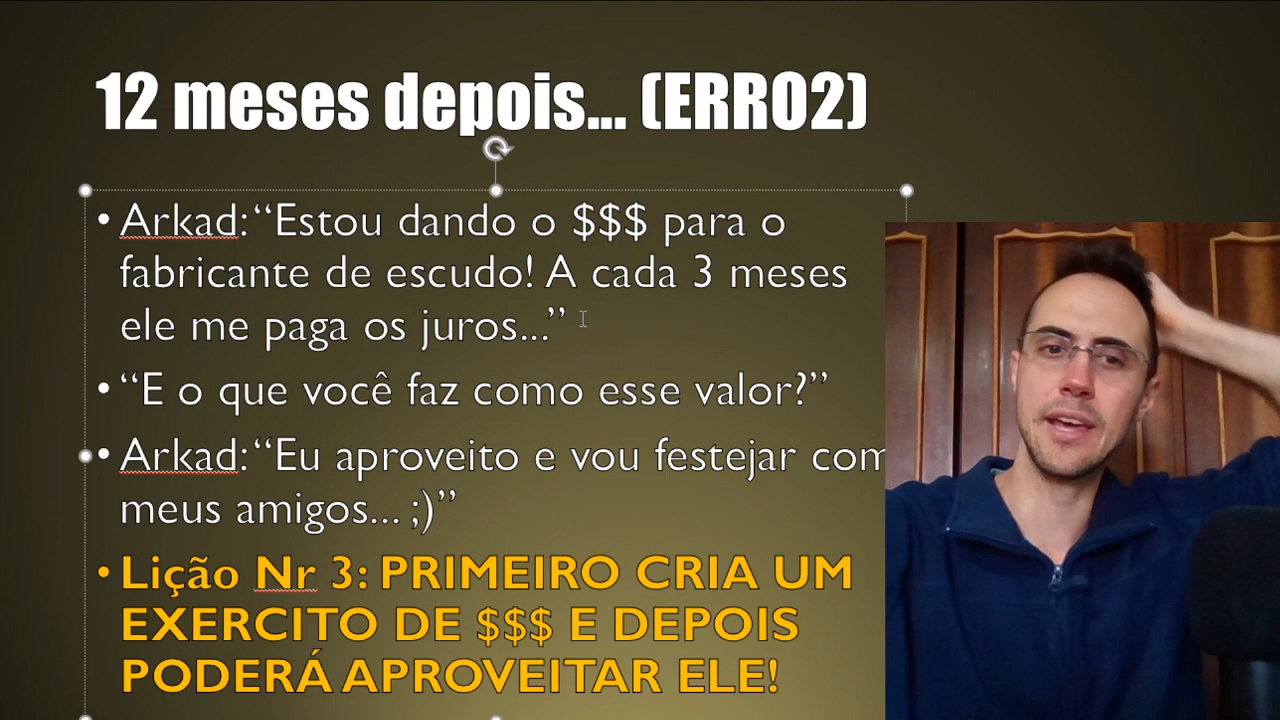 12 meses depois... (ERRO2)
• Arkad: “Estou dando o $$$ para o
fabricante de escudo! A cada 3 meses
ele me paga os juros...”
• “E o que você faz como esse valor?”
• Arkad: “Eu aproveito e vou festejar com
meus amigos... ;)”
• Lição Nr 3: PRIMEIRO CRIA UM
EXERCITO DE $$$ E DEPOIS
PODERÁ APROVEITAR ELE!